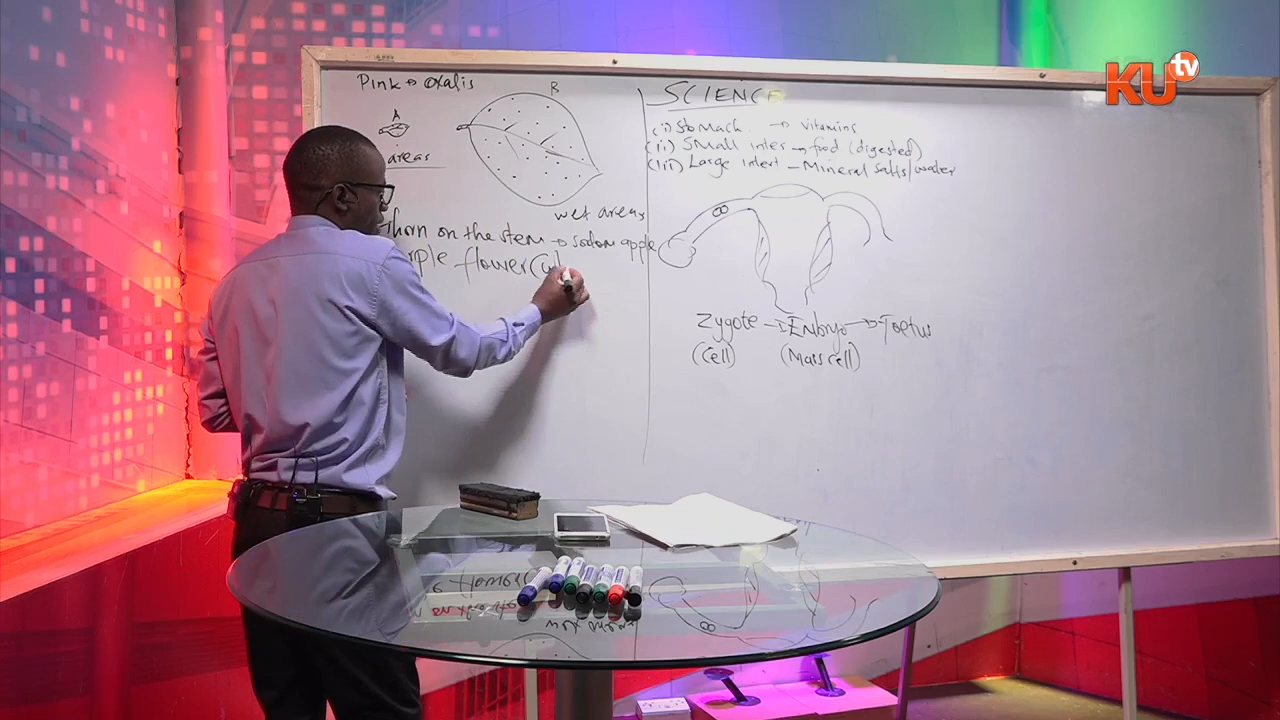 Pink → oxalis
A
B
areas
wet areas
Thorn on the stem → sodom apple
rple flower (w
SCIENCE
(i) Stomach → vitamins
(ii) Small intes → food (digested)
(iii) Large intest - Mineral salts/water
Zygote → Embryo → Foetus
(Cell) (Mass cell)
KU tv